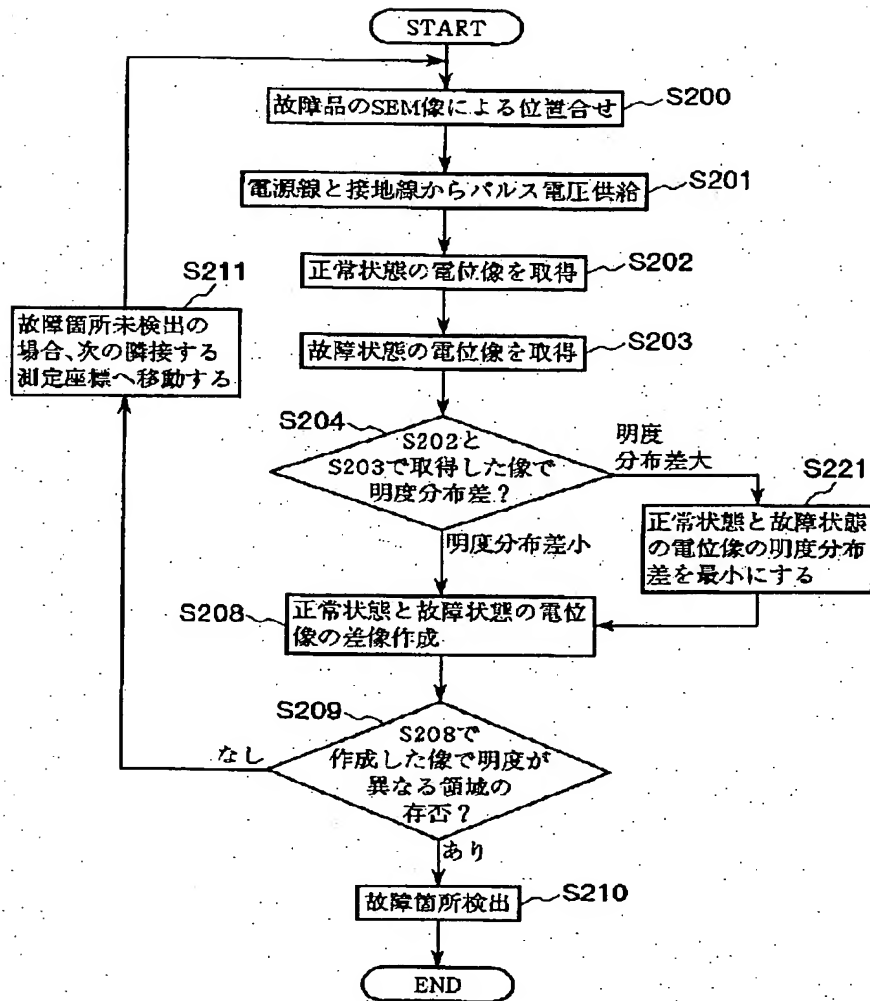 START
故障品のSEM像による位置合せ
S200
電源線と接地線からパルス電圧供給
S201
正常状態の電位像を取得
S202
S211
故障箇所未検出の
場合、次の隣接する
測定座標へ移動する
故障状態の電位像を取得
S203
S204
S202と
S203で取得した像で
明度分布差？
明度
分布差大
S221
正常状態と故障状態
の電位像の明度分布
差を最小にする
明度分布差小
S208
正常状態と故障状態の電位
像の差像作成
S209
S208で
作成した像で明度が
異なる領域の
存否？
なし
あり
故障箇所検出
S210
END